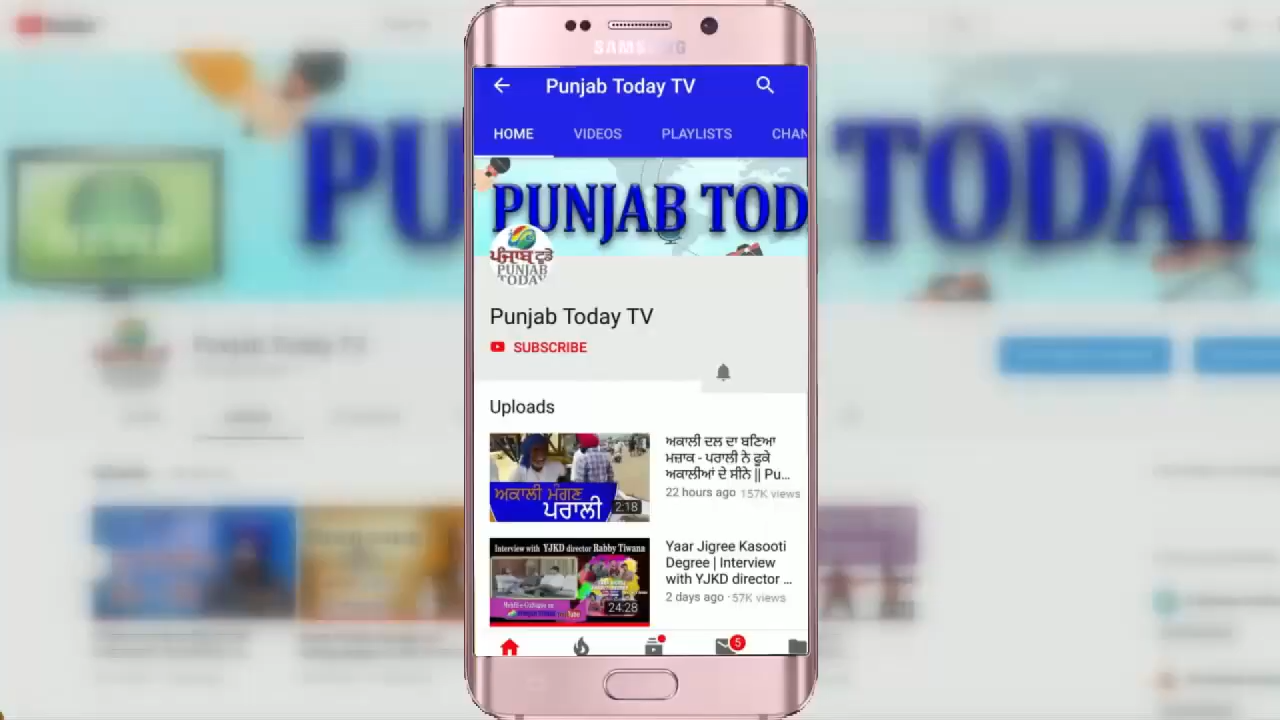 SAMSUNG
Punjab Today TV
HOME VIDEOS PLAYLISTS CHAN
PUNJAB TOD
PU
TODAY
ਪੰਜਾਬ ਟੂਡੇ
PUNJAB
TODAY
Punjab Today TV
SUBSCRIBE
Uploads
ਅਕਾਲੀ ਮੰਗਣ
ਪਰਾਲੀ
2:18
ਅਕਾਲੀ ਦਲ ਦਾ ਬਣਿਆ
ਮਜ਼ਾਕ - ਪਰਾਲੀ ਨੇ ਫੂਕੇ
ਅਕਾਲੀਆਂ ਦੇ ਸੀਨੇ || Pu...
22 hours ago 157K views
Interview with YJKD director Rabby Tiwana
24:28
Yaar Jigree Kasooti
Degree | Interview
with YJKD director ...
2 days ago · 57K views
5